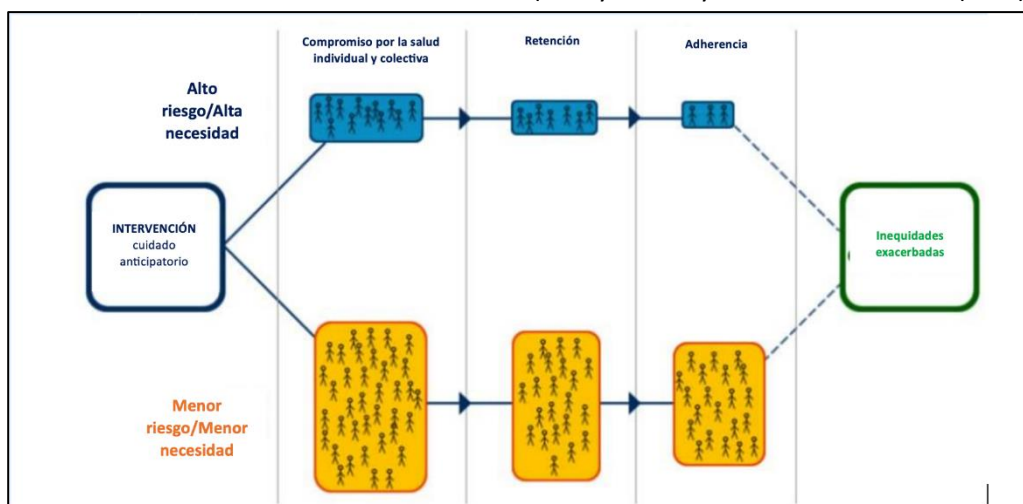 Compromiso por la salud
individual y colectiva
Retención
Adherencia
Alto
riesgo/Alta
necesidad
INTERVENCIÓN
cuidado
anticipatorio
Inequidades
exacerbadas
Menor
riesgo/Menor
necesidad